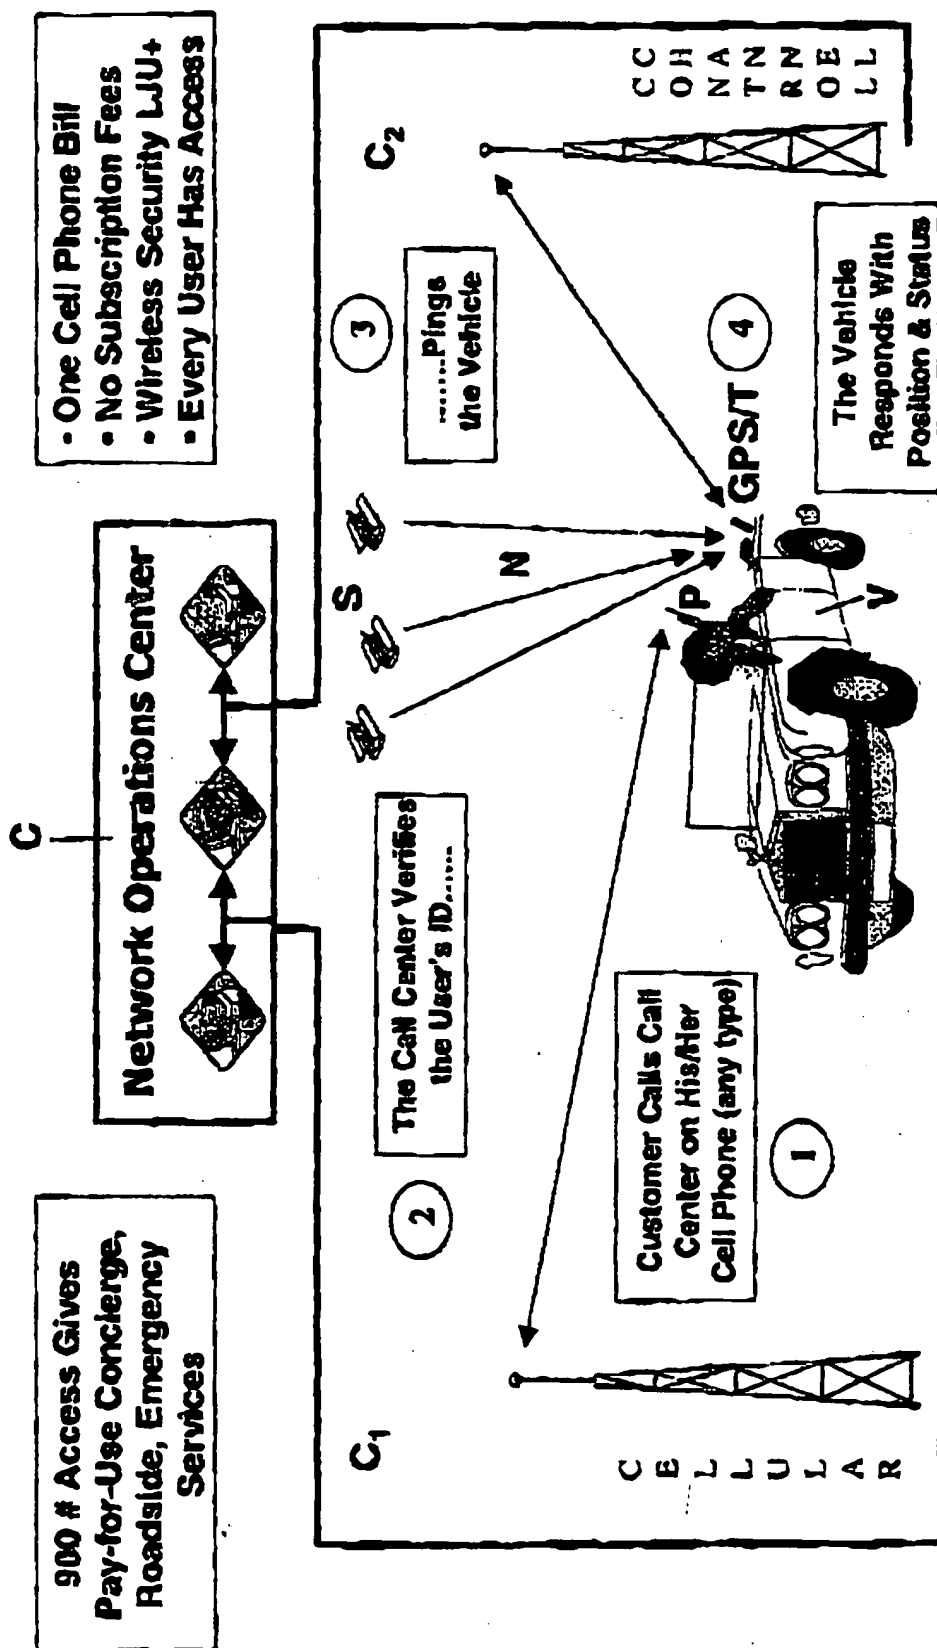 900 # Access Gives
Pay-for-Use Concierge,
Roadside, Emergency
Services
C
Network Operations Center
• One Cell Phone Bill
• No Subscription Fees
• Wireless Security LJU+
• Every User Has Access
C1
CELLULAR
2
The Call Center Verifies
the User's ID......
S
N
3
.......Pings
the Vehicle
C2
CONTROL
CHANNEL
1
Customer Calls Call
Center on His/Her
Cell Phone (any type)
P
GPS/T
V
4
The Vehicle
Responds With
Position & Status